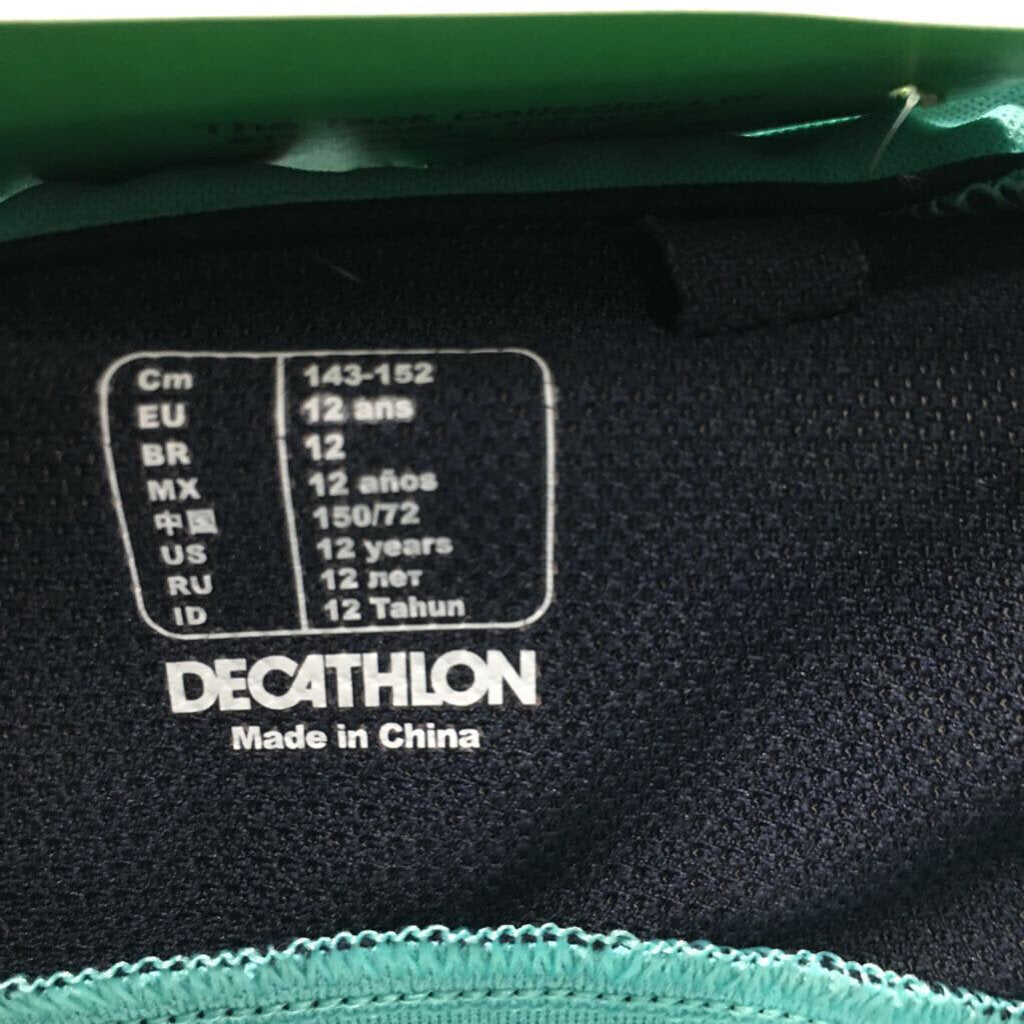 Cm 143-152
EU 12 ans
BR 12
MX 12 años
中国 150/72
US 12 years
RU 12 лет
ID 12 Tahun
DECATHLON
Made in China